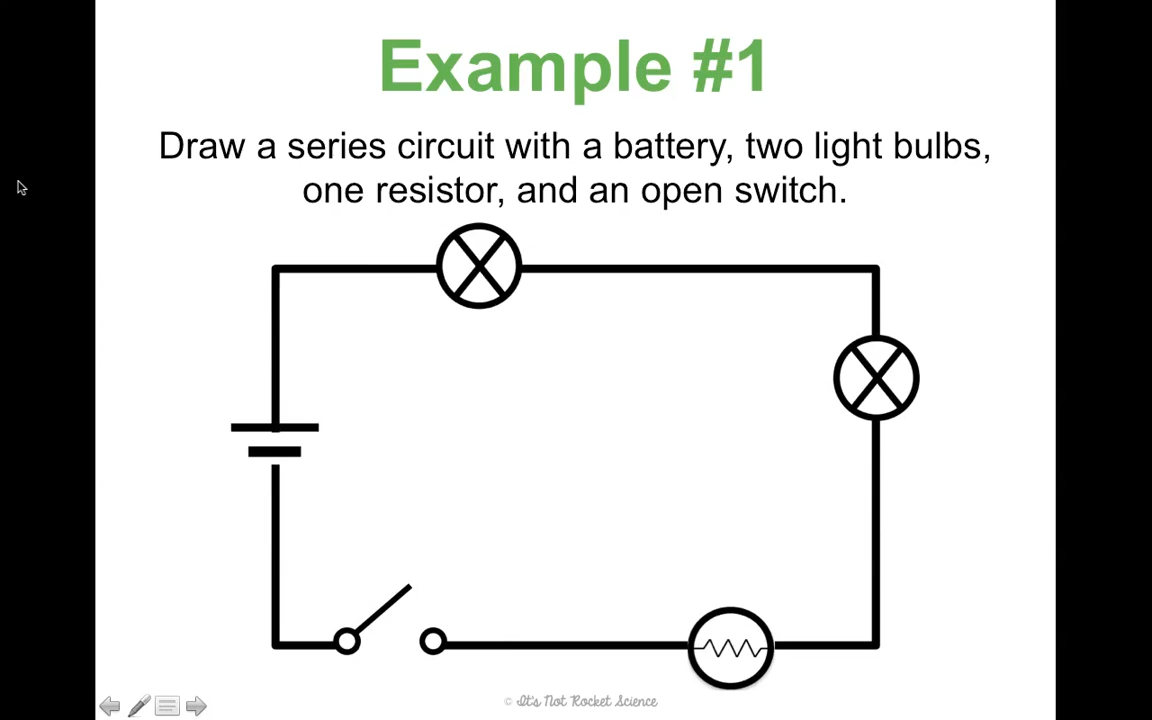 Example #1
Draw a series circuit with a battery, two light bulbs,
one resistor, and an open switch.
© It's Not Rocket Science